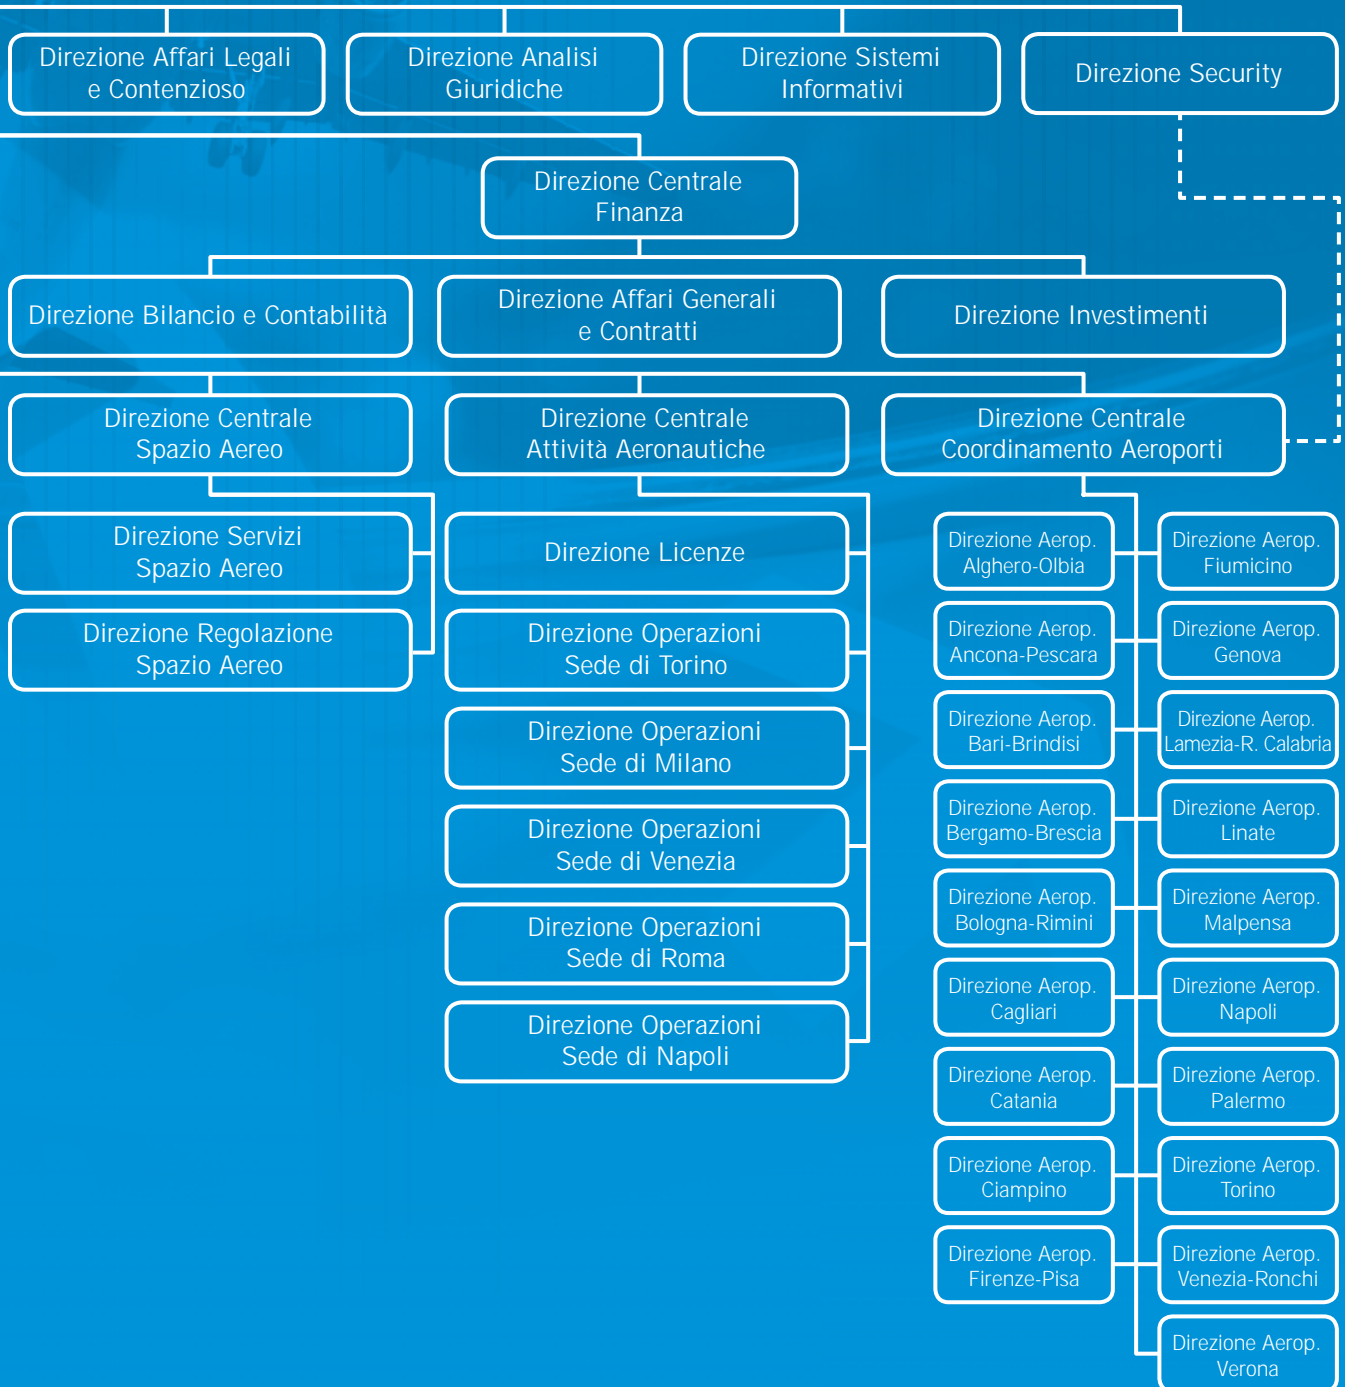 Direzione Affari Legali
e Contenzioso
Direzione Analisi
Giuridiche
Direzione Sistemi
Informativi
Direzione Security
Direzione Centrale
Finanza
Direzione Bilancio e Contabilità
Direzione Affari Generali
e Contratti
Direzione Investimenti
Direzione Centrale
Spazio Aereo
Direzione Centrale
Attività Aeronautiche
Direzione Centrale
Coordinamento Aeroporti
Direzione Servizi
Spazio Aereo
Direzione Regolazione
Spazio Aereo
Direzione Licenze
Direzione Operazioni
Sede di Torino
Direzione Operazioni
Sede di Milano
Direzione Operazioni
Sede di Venezia
Direzione Operazioni
Sede di Roma
Direzione Operazioni
Sede di Napoli
Direzione Aerop.
Alghero-Olbia
Direzione Aerop.
Fiumicino
Direzione Aerop.
Ancona-Pescara
Direzione Aerop.
Genova
Direzione Aerop.
Bari-Brindisi
Direzione Aerop.
Lamezia-R. Calabria
Direzione Aerop.
Bergamo-Brescia
Direzione Aerop.
Linate
Direzione Aerop.
Bologna-Rimini
Direzione Aerop.
Malpensa
Direzione Aerop.
Cagliari
Direzione Aerop.
Napoli
Direzione Aerop.
Catania
Direzione Aerop.
Palermo
Direzione Aerop.
Ciampino
Direzione Aerop.
Torino
Direzione Aerop.
Firenze-Pisa
Direzione Aerop.
Venezia-Ronchi
Direzione Aerop.
Verona